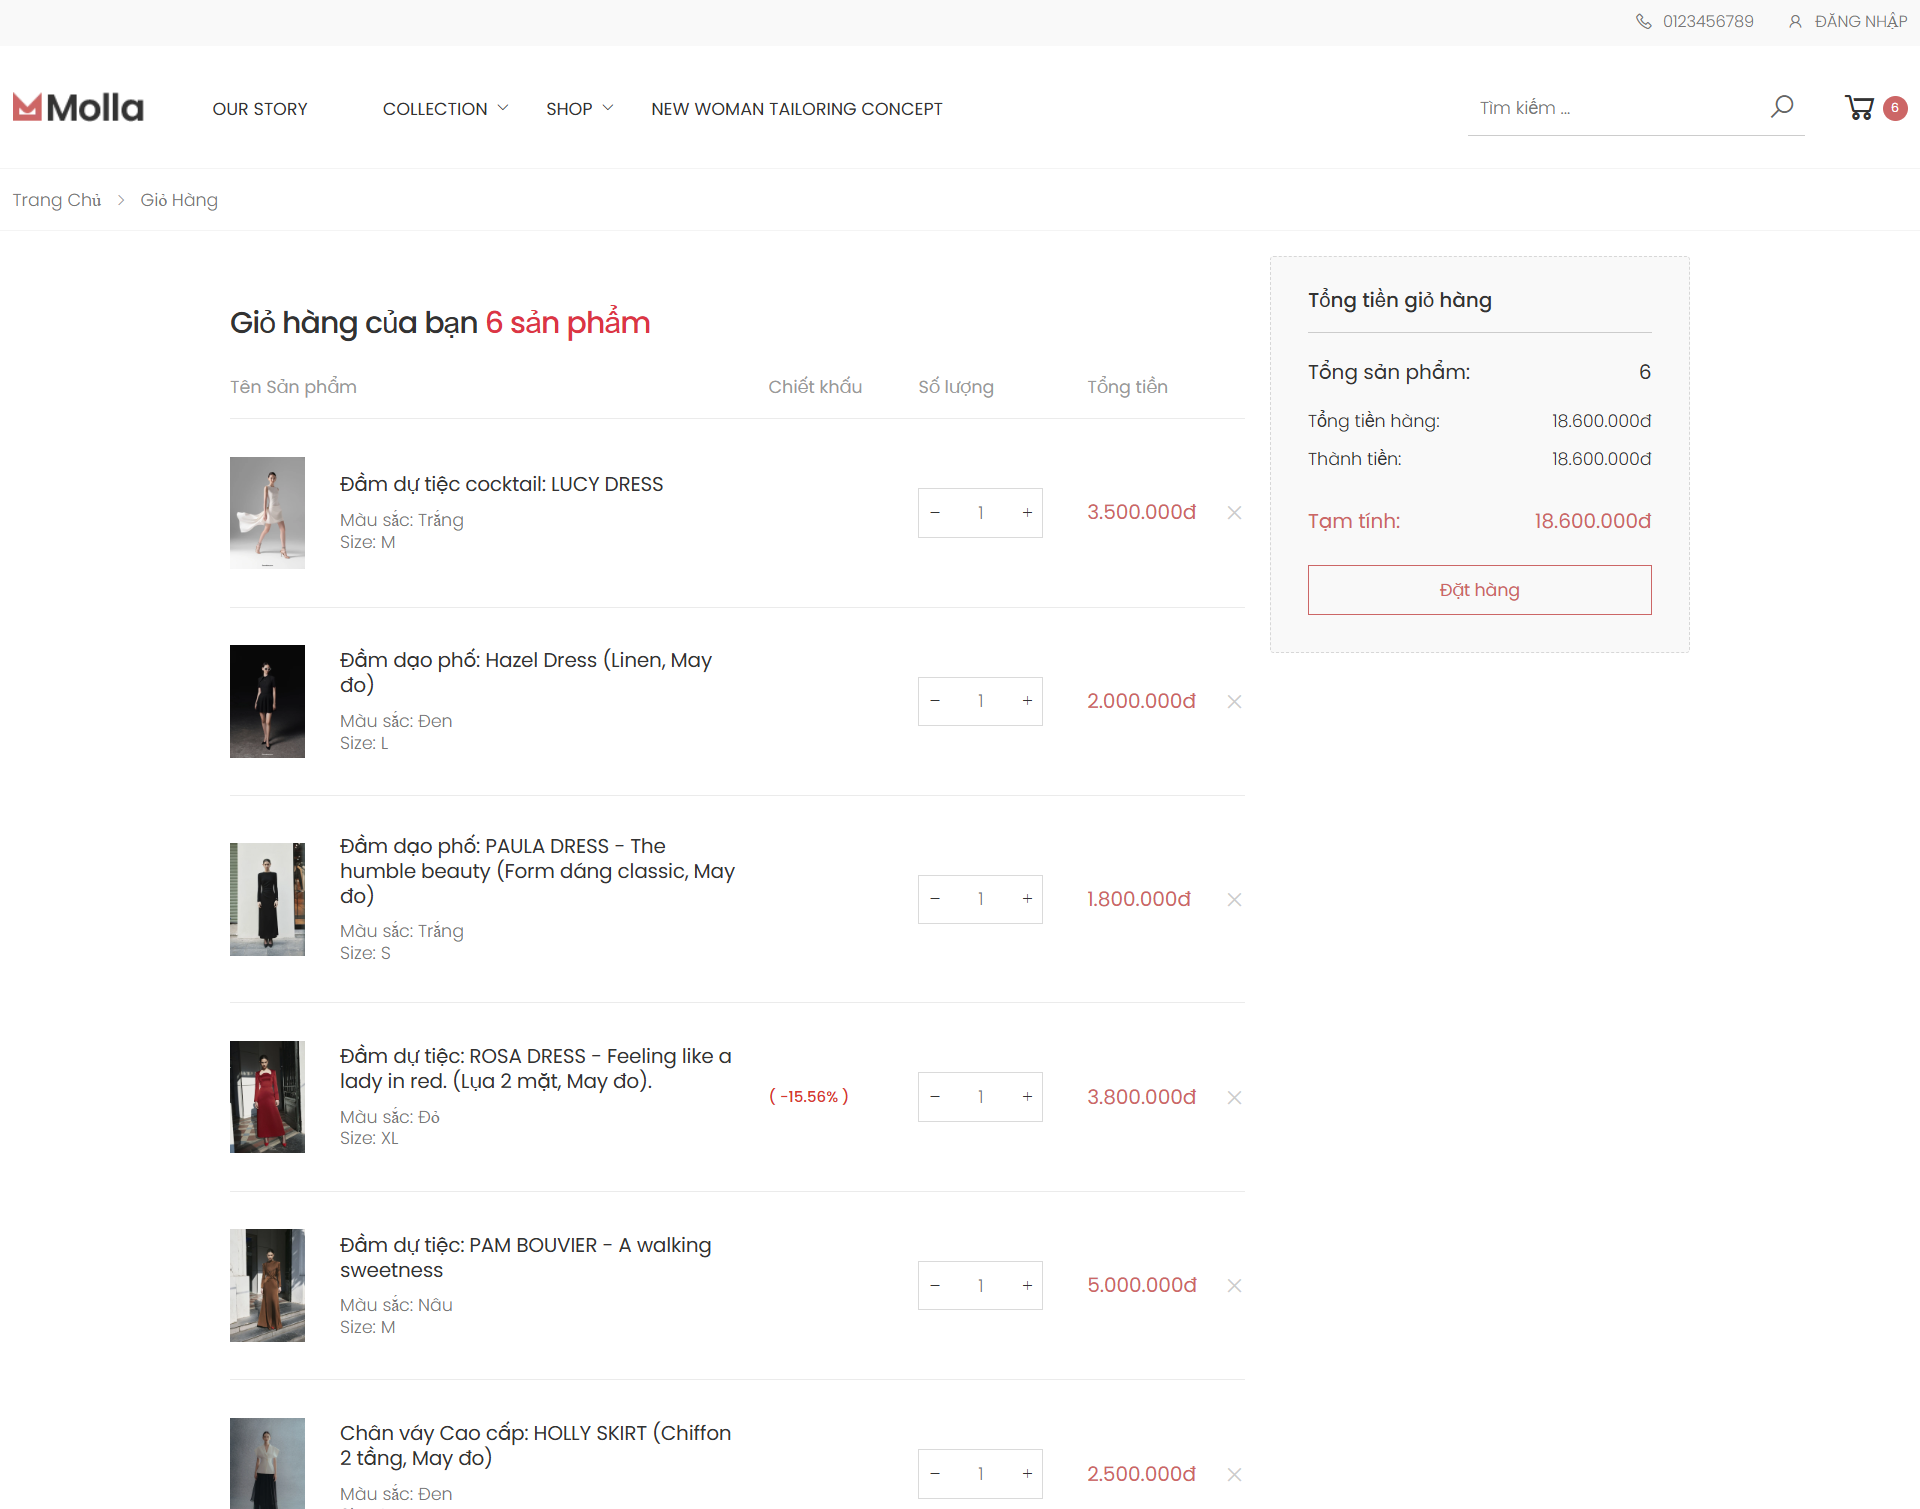 0123456789
ĐĂNG NHẬP
Molla
OUR STORY
COLLECTION
SHOP
NEW WOMAN TAILORING CONCEPT
Tìm kiếm ...
6
Trang Chủ
Giỏ Hàng
Giỏ hàng của bạn 6 sản phẩm
Tên Sản phẩm
Chiết khấu
Số lượng
Tổng tiền
Đầm dự tiệc cocktail: LUCY DRESS
Màu sắc: Trắng
Size: M
− 1 +
3.500.000đ
Đầm dạo phố: Hazel Dress (Linen, May
đo)
Màu sắc: Đen
Size: L
− 1 +
2.000.000đ
Đầm dạo phố: PAULA DRESS - The
humble beauty (Form dáng classic, May
đo)
Màu sắc: Trắng
Size: S
− 1 +
1.800.000đ
Đầm dự tiệc: ROSA DRESS - Feeling like a
lady in red. (Lụa 2 mặt, May đo).
Màu sắc: Đỏ
Size: XL
( -15.56% )
− 1 +
3.800.000đ
Đầm dự tiệc: PAM BOUVIER - A walking
sweetness
Màu sắc: Nâu
Size: M
− 1 +
5.000.000đ
Chân váy Cao cấp: HOLLY SKIRT (Chiffon
2 tầng, May đo)
Màu sắc: Đen
− 1 +
2.500.000đ
Tổng tiền giỏ hàng
Tổng sản phẩm: 6
Tổng tiền hàng: 18.600.000đ
Thành tiền: 18.600.000đ
Tạm tính: 18.600.000đ
Đặt hàng